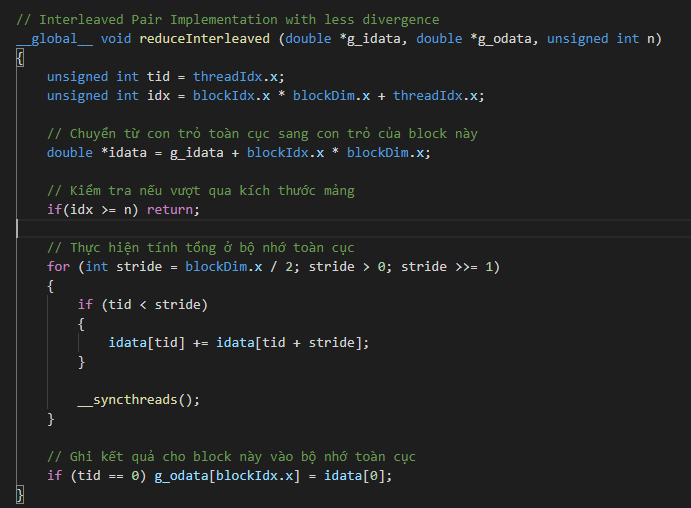 // Interleaved Pair Implementation with less divergence
__global__ void reduceInterleaved (double *g_idata, double *g_odata, unsigned int n)
{
    unsigned int tid = threadIdx.x;
    unsigned int idx = blockIdx.x * blockDim.x + threadIdx.x;

    // Chuyển từ con trỏ toàn cục sang con trỏ của block này
    double *idata = g_idata + blockIdx.x * blockDim.x;

    // Kiểm tra nếu vượt qua kích thước mảng
    if(idx >= n) return;

    // Thực hiện tính tổng ở bộ nhớ toàn cục
    for (int stride = blockDim.x / 2; stride > 0; stride >>= 1)
    {
        if (tid < stride)
        {
            idata[tid] += idata[tid + stride];
        }

        __syncthreads();
    }

    // Ghi kết quả cho block này vào bộ nhớ toàn cục
    if (tid == 0) g_odata[blockIdx.x] = idata[0];
}